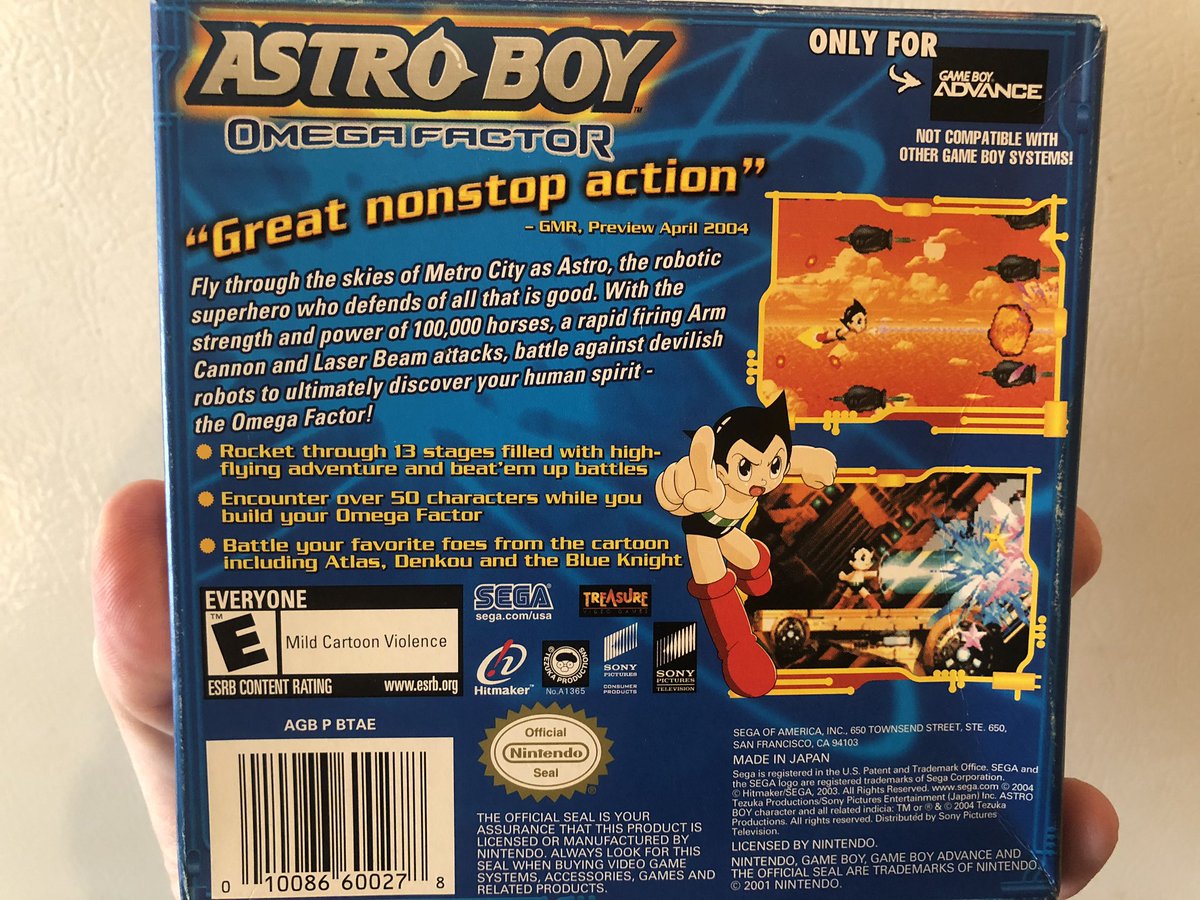 ASTRO BOY™
OMEGA FACTOR
ONLY FOR
GAME BOY ADVANCE
NOT COMPATIBLE WITH
OTHER GAME BOY SYSTEMS!
“Great nonstop action”
– GMR, Preview April 2004
Fly through the skies of Metro City as Astro, the robotic
superhero who defends of all that is good. With the
strength and power of 100,000 horses, a rapid firing Arm
Cannon and Laser Beam attacks, battle against devilish
robots to ultimately discover your human spirit -
the Omega Factor!
Rocket through 13 stages filled with high-
flying adventure and beat'em up battles
Encounter over 50 characters while you
build your Omega Factor
Battle your favorite foes from the cartoon
including Atlas, Denkou and the Blue Knight
EVERYONE
E™
Mild Cartoon Violence
ESRB CONTENT RATING www.esrb.org
SEGA®
sega.com/usa
TREASURE
VIDEO GAMES
Hitmaker™
©TEZUKA PRODUCTIONS
No.A1365
SONY
PICTURES
CONSUMER
PRODUCTS
SONY
PICTURES
TELEVISION
AGB P BTAE
0 10086 60027 8
Official
Nintendo®
Seal
THE OFFICIAL SEAL IS YOUR
ASSURANCE THAT THIS PRODUCT IS
LICENSED OR MANUFACTURED BY
NINTENDO. ALWAYS LOOK FOR THIS
SEAL WHEN BUYING VIDEO GAME
SYSTEMS, ACCESSORIES, GAMES AND
RELATED PRODUCTS.
SEGA OF AMERICA, INC., 650 TOWNSEND STREET, STE. 650,
SAN FRANCISCO, CA 94103
MADE IN JAPAN
Sega is registered in the U.S. Patent and Trademark Office. SEGA and
the SEGA logo are registered trademarks of Sega Corporation.
© Hitmaker/SEGA, 2003. All Rights Reserved. www.sega.com © 2004
Tezuka Productions/Sony Pictures Entertainment (Japan) Inc. ASTRO
BOY character and all related indicia: TM or ® & © 2004 Tezuka
Productions. All rights reserved. Distributed by Sony Pictures
Television.
LICENSED BY NINTENDO.
NINTENDO, GAME BOY, GAME BOY ADVANCE AND
THE OFFICIAL SEAL ARE TRADEMARKS OF NINTENDO.
© 2001 NINTENDO.